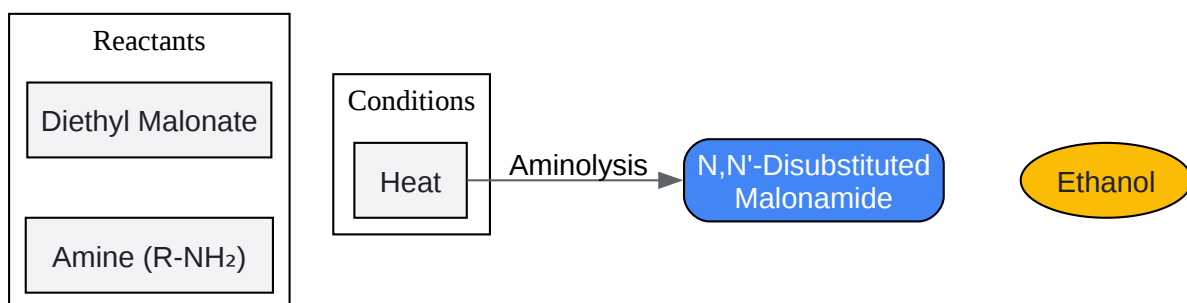 Reactants
Diethyl Malonate
Amine (R-NH₂)
Conditions
Heat
Aminolysis
N,N'-Disubstituted
Malonamide
Ethanol